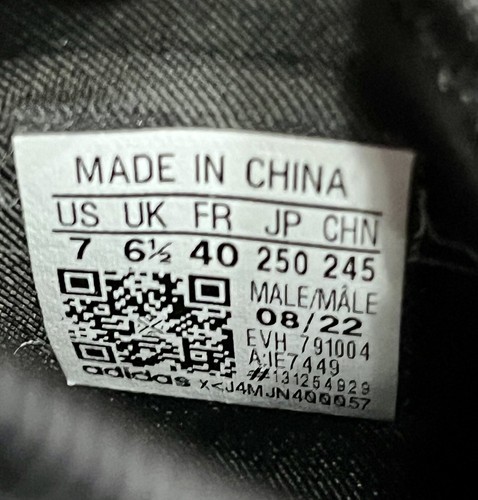 MADE IN CHINA
US UK FR JP CHN
7 6½ 40 250 245
MALE/MÂLE
08/22
EVH 791004
A:IE7449
#131254929
adidas x<J4MJN400057